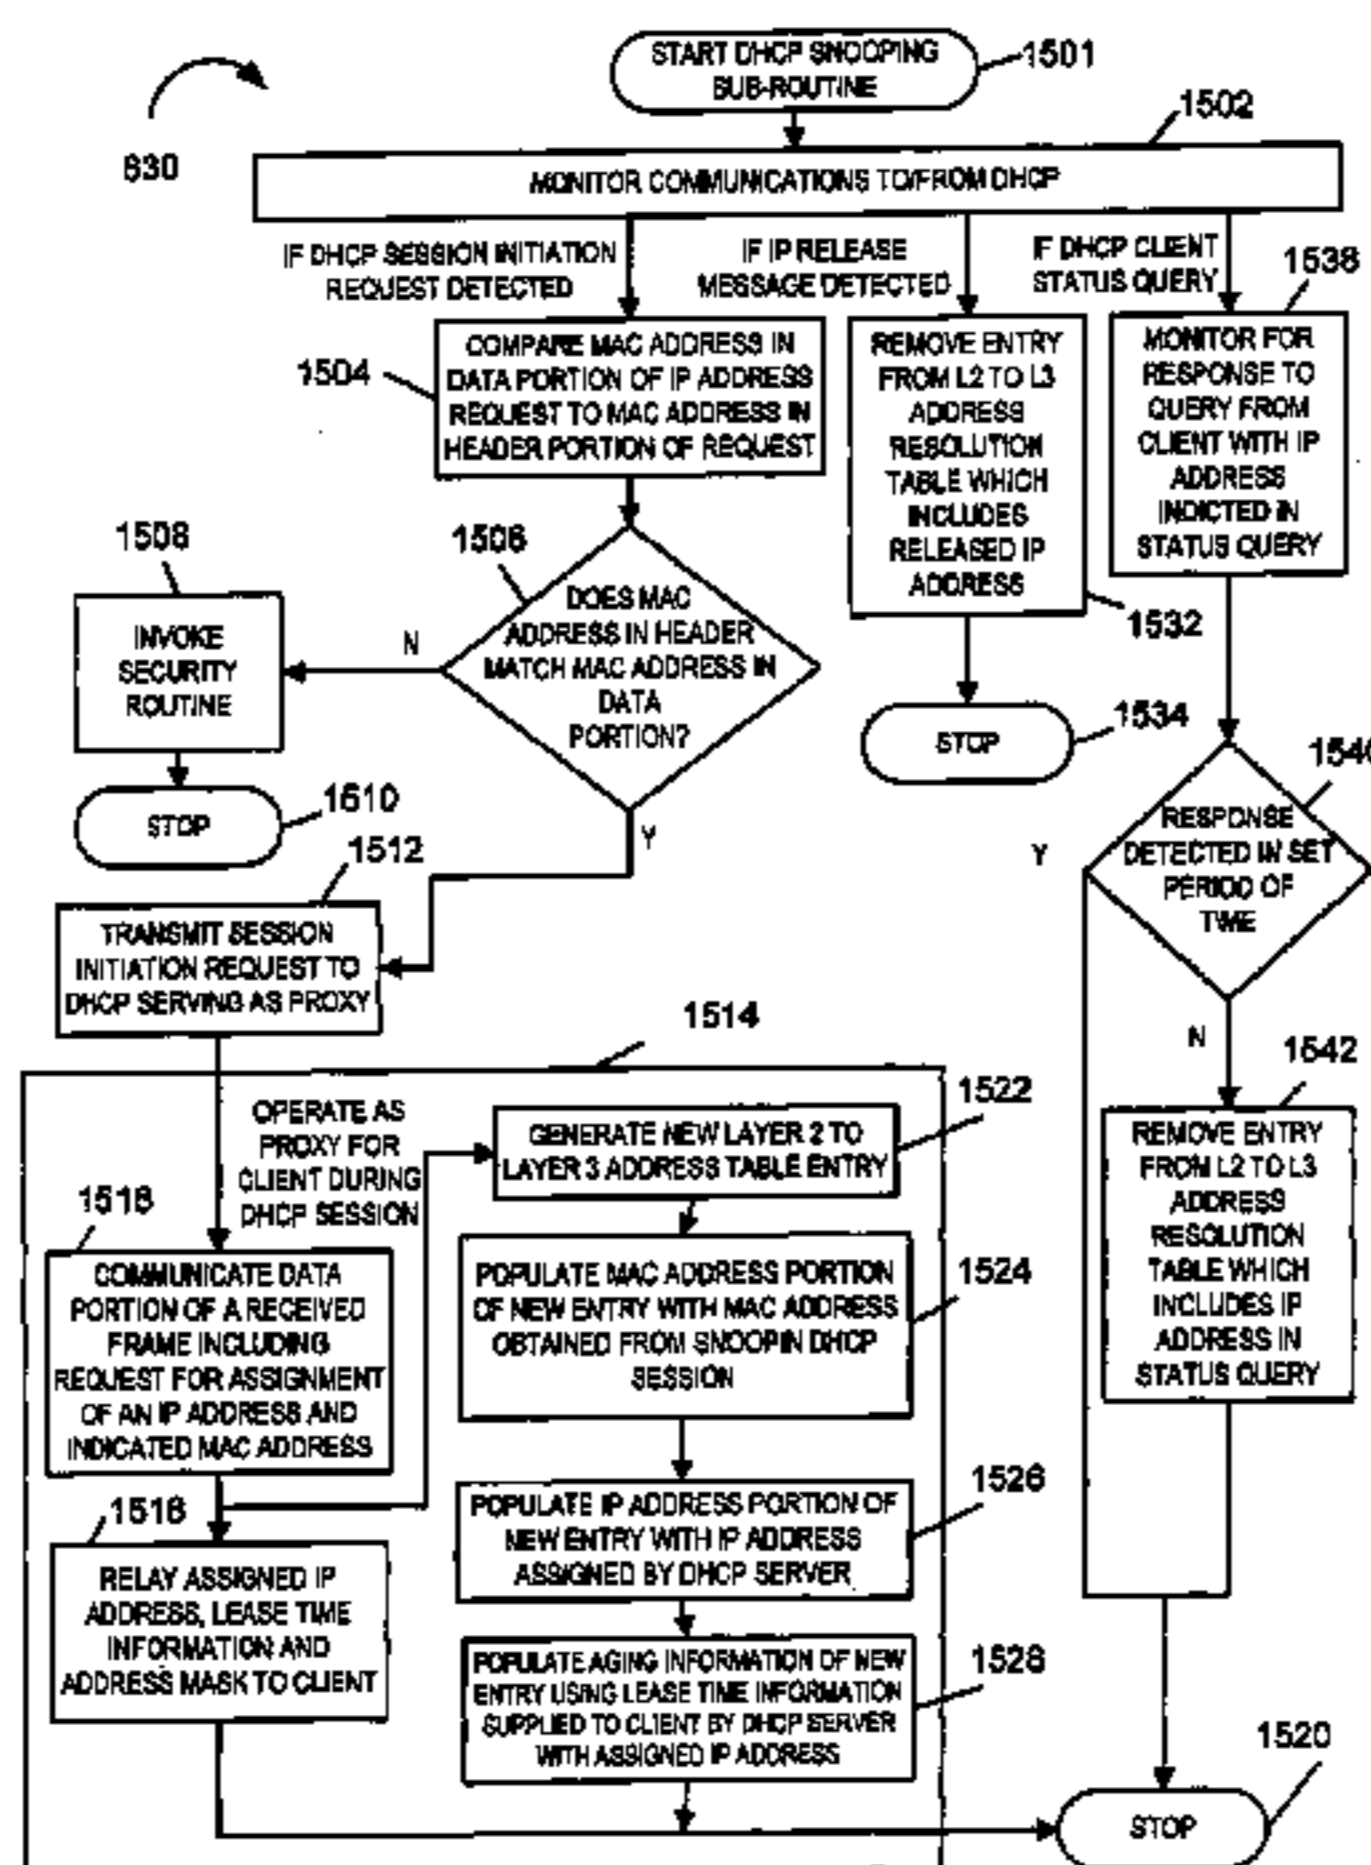 START DHCP SNOOPING
SUB-ROUTINE
1501
630
1502
MONITOR COMMUNICATIONS TO/FROM DHCP
IF DHCP SESSION INITIATION
REQUEST DETECTED
IF IP RELEASE
MESSAGE DETECTED
IF DHCP CLIENT
STATUS QUERY
1538
1504
COMPARE MAC ADDRESS IN
DATA PORTION OF IP ADDRESS
REQUEST TO MAC ADDRESS IN
HEADER PORTION OF REQUEST
REMOVE ENTRY
FROM L2 TO L3
ADDRESS
RESOLUTION
TABLE WHICH
INCLUDES
RELEASED IP
ADDRESS
1532
MONITOR FOR
RESPONSE TO
QUERY FROM
CLIENT WITH IP
ADDRESS
INDICTED IN
STATUS QUERY
1508
INVOKE
SECURITY
ROUTINE
N
1506
DOES MAC
ADDRESS IN HEADER
MATCH MAC ADDRESS IN
DATA
PORTION?
Y
STOP
1534
STOP
1510
1540
RESPONSE
DETECTED IN SET
PERIOD OF
TIME
Y
N
1512
TRANSMIT SESSION
INITIATION REQUEST TO
DHCP SERVING AS PROXY
1514
OPERATE AS
PROXY FOR
CLIENT DURING
DHCP SESSION
1522
GENERATE NEW LAYER 2 TO
LAYER 3 ADDRESS TABLE ENTRY
1542
REMOVE ENTRY
FROM L2 TO L3
ADDRESS
RESOLUTION
TABLE WHICH
INCLUDES IP
ADDRESS IN
STATUS QUERY
1516
COMMUNICATE DATA
PORTION OF A RECEIVED
FRAME INCLUDING
REQUEST FOR ASSIGNMENT
OF AN IP ADDRESS AND
INDICATED MAC ADDRESS
1524
POPULATE MAC ADDRESS PORTION
OF NEW ENTRY WITH MAC ADDRESS
OBTAINED FROM SNOOPIN DHCP
SESSION
1526
POPULATE IP ADDRESS PORTION OF
NEW ENTRY WITH IP ADDRESS
ASSIGNED BY DHCP SERVER
1518
RELAY ASSIGNED IP
ADDRESS, LEASE TIME
INFORMATION AND
ADDRESS MASK TO CLIENT
1528
POPULATE AGING INFORMATION OF NEW
ENTRY USING LEASE TIME INFORMATION
SUPPLIED TO CLIENT BY DHCP SERVER
WITH ASSIGNED IP ADDRESS
1520
STOP